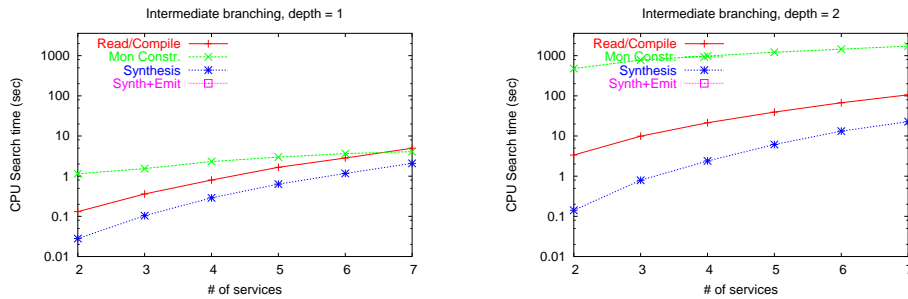 Intermediate branching, depth = 1
Read/Compile
Mon Constr.
Synthesis
Synth+Emit
1000
100
10
1
0.1
0.01
CPU Search time (sec)
2 3 4 5 6 7
# of services
Intermediate branching, depth = 2
Read/Compile
Mon Constr.
Synthesis
Synth+Emit
1000
100
10
1
0.1
0.01
CPU Search time (sec)
2 3 4 5 6 7
# of services